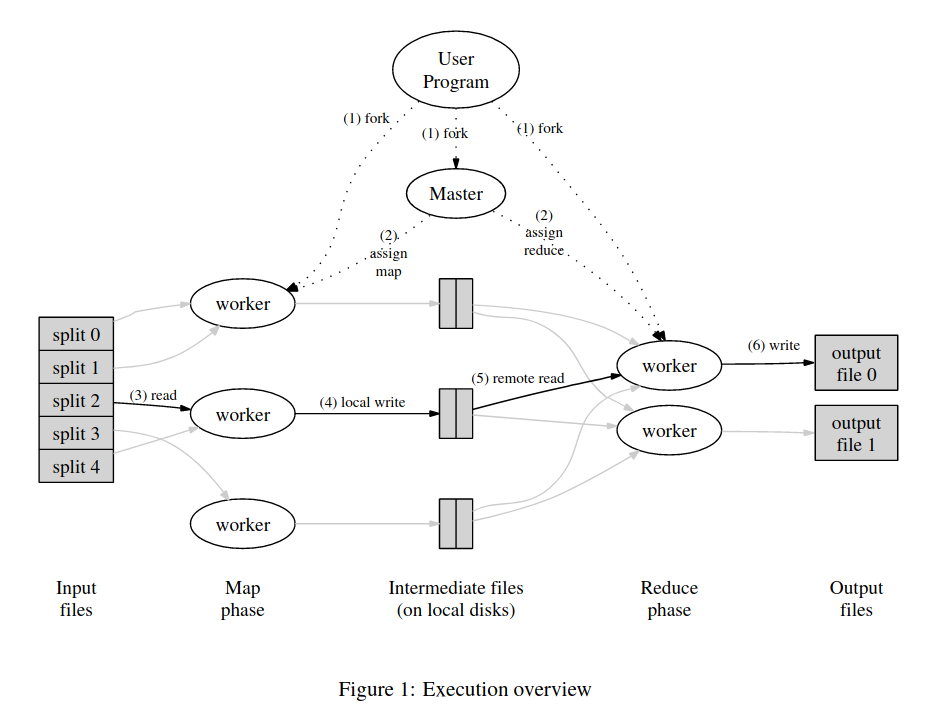 User
Program
(1) fork
(1) fork
(1) fork
Master
(2)
assign
map
(2)
assign
reduce
worker
split 0
split 1
split 2
split 3
split 4
(3) read
worker
(4) local write
worker
(5) remote read
worker
worker
(6) write
output
file 0
output
file 1
Input
files
Map
phase
Intermediate files
(on local disks)
Reduce
phase
Output
files
Figure 1: Execution overview